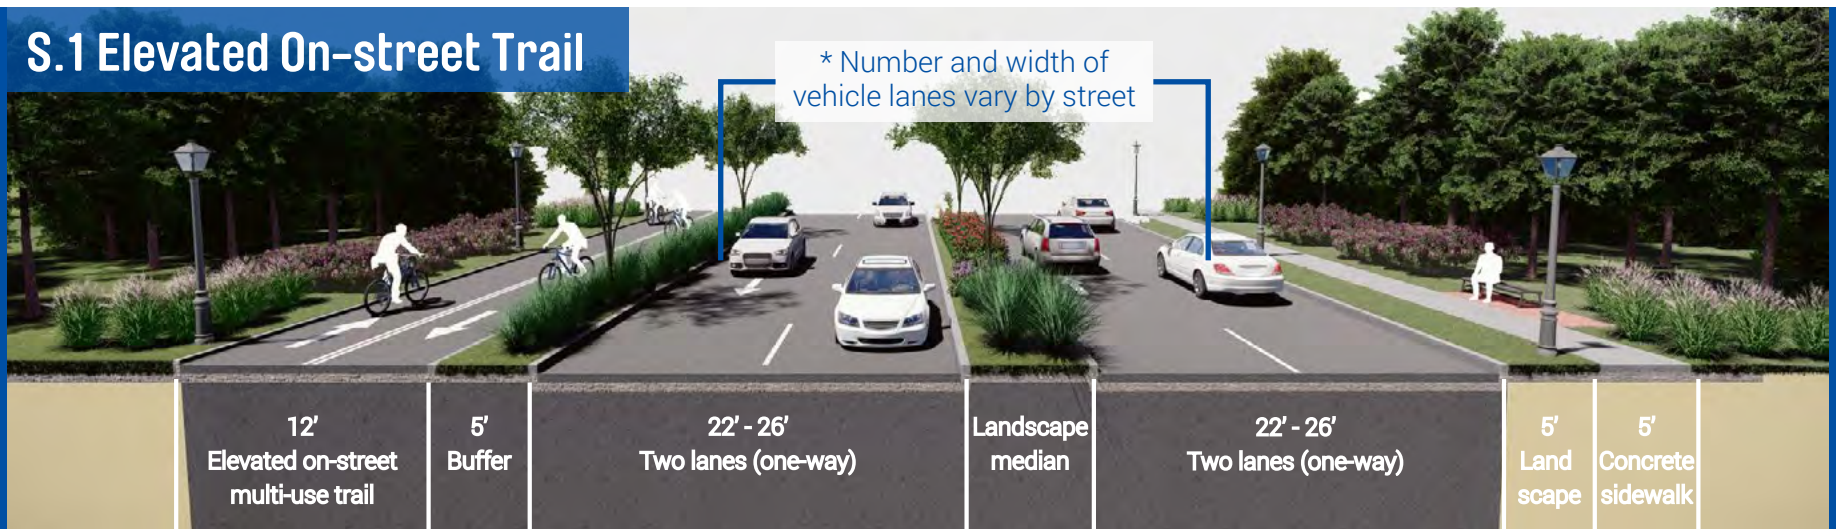 S.1 Elevated On-street Trail
* Number and width of
vehicle lanes vary by street
12'
Elevated on-street
multi-use trail
5'
Buffer
22' - 26'
Two lanes (one-way)
Landscape
median
22' - 26'
Two lanes (one-way)
5'
Land
scape
5'
Concrete
sidewalk